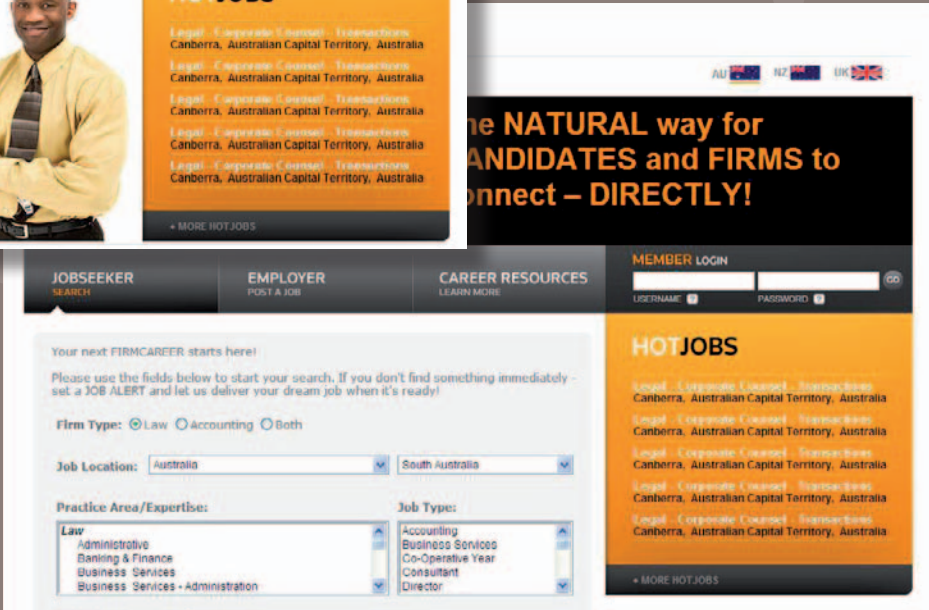 JOBS
Legal - Corporate Counsel - Transactions
Canberra, Australian Capital Territory, Australia
Legal - Corporate Counsel - Transactions
Canberra, Australian Capital Territory, Australia
Legal - Corporate Counsel - Transactions
Canberra, Australian Capital Territory, Australia
Legal - Corporate Counsel - Transactions
Canberra, Australian Capital Territory, Australia
Legal - Corporate Counsel - Transactions
Canberra, Australian Capital Territory, Australia
+ MORE HOTJOBS
AU NZ UK
he NATURAL way for
ANDIDATES and FIRMS to
onnect – DIRECTLY!
JOBSEEKER
SEARCH
EMPLOYER
POST A JOB
CAREER RESOURCES
LEARN MORE
MEMBER LOGIN
GO
USERNAME ? PASSWORD ?
Your next FIRMCAREER starts here!
Please use the fields below to start your search. If you don't find something immediately -
set a JOB ALERT and let us deliver your dream job when it's ready!
Firm Type: Law Accounting Both
Job Location: Australia South Australia
Practice Area/Expertise:
Law
Administrative
Banking & Finance
Business Services
Business Services - Administration
Job Type:
Accounting
Business Services
Co-Operative Year
Consultant
Director
HOTJOBS
Legal - Corporate Counsel - Transactions
Canberra, Australian Capital Territory, Australia
Legal - Corporate Counsel - Transactions
Canberra, Australian Capital Territory, Australia
Legal - Corporate Counsel - Transactions
Canberra, Australian Capital Territory, Australia
Legal - Corporate Counsel - Transactions
Canberra, Australian Capital Territory, Australia
Legal - Corporate Counsel - Transactions
Canberra, Australian Capital Territory, Australia
+ MORE HOTJOBS